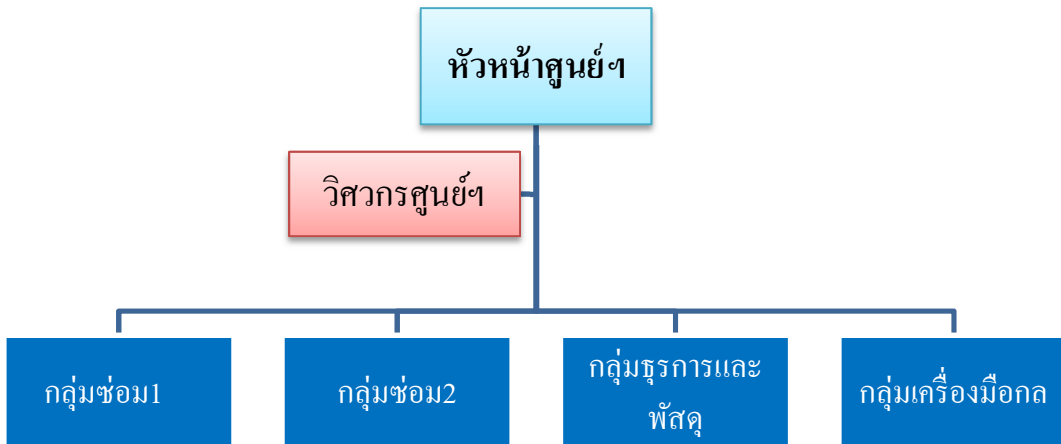 หัวหน้าศูนย์ฯ
วิศวกรศูนย์ฯ
กลุ่มซ่อม1
กลุ่มซ่อม2
กลุ่มธุรการและ
พัสดุ
กลุ่มเครื่องมือกล